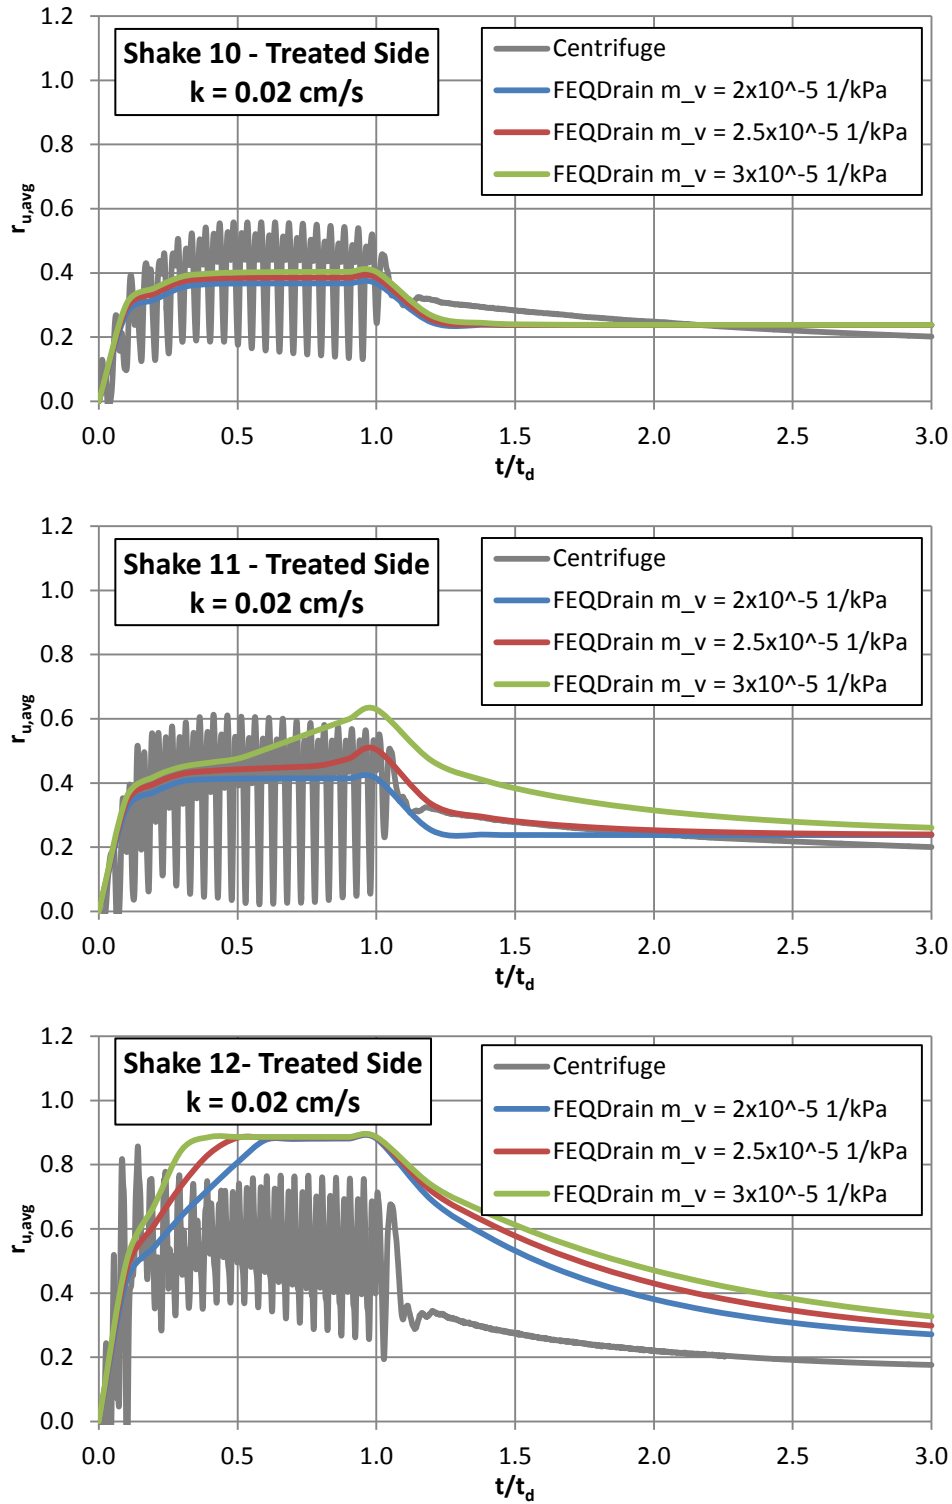 Shake 10 - Treated Side
k = 0.02 cm/s
Centrifuge
FEQDrain m_v = 2x10^-5 1/kPa
FEQDrain m_v = 2.5x10^-5 1/kPa
FEQDrain m_v = 3x10^-5 1/kPa
1.2
1.0
0.8
0.6
0.4
0.2
0.0
r_u,avg
0.0 0.5 1.0 1.5 2.0 2.5 3.0
t/t_d
Shake 11 - Treated Side
k = 0.02 cm/s
Centrifuge
FEQDrain m_v = 2x10^-5 1/kPa
FEQDrain m_v = 2.5x10^-5 1/kPa
FEQDrain m_v = 3x10^-5 1/kPa
1.2
1.0
0.8
0.6
0.4
0.2
0.0
r_u,avg
0.0 0.5 1.0 1.5 2.0 2.5 3.0
t/t_d
Shake 12- Treated Side
k = 0.02 cm/s
Centrifuge
FEQDrain m_v = 2x10^-5 1/kPa
FEQDrain m_v = 2.5x10^-5 1/kPa
FEQDrain m_v = 3x10^-5 1/kPa
1.2
1.0
0.8
0.6
0.4
0.2
0.0
r_u,avg
0.0 0.5 1.0 1.5 2.0 2.5 3.0
t/t_d